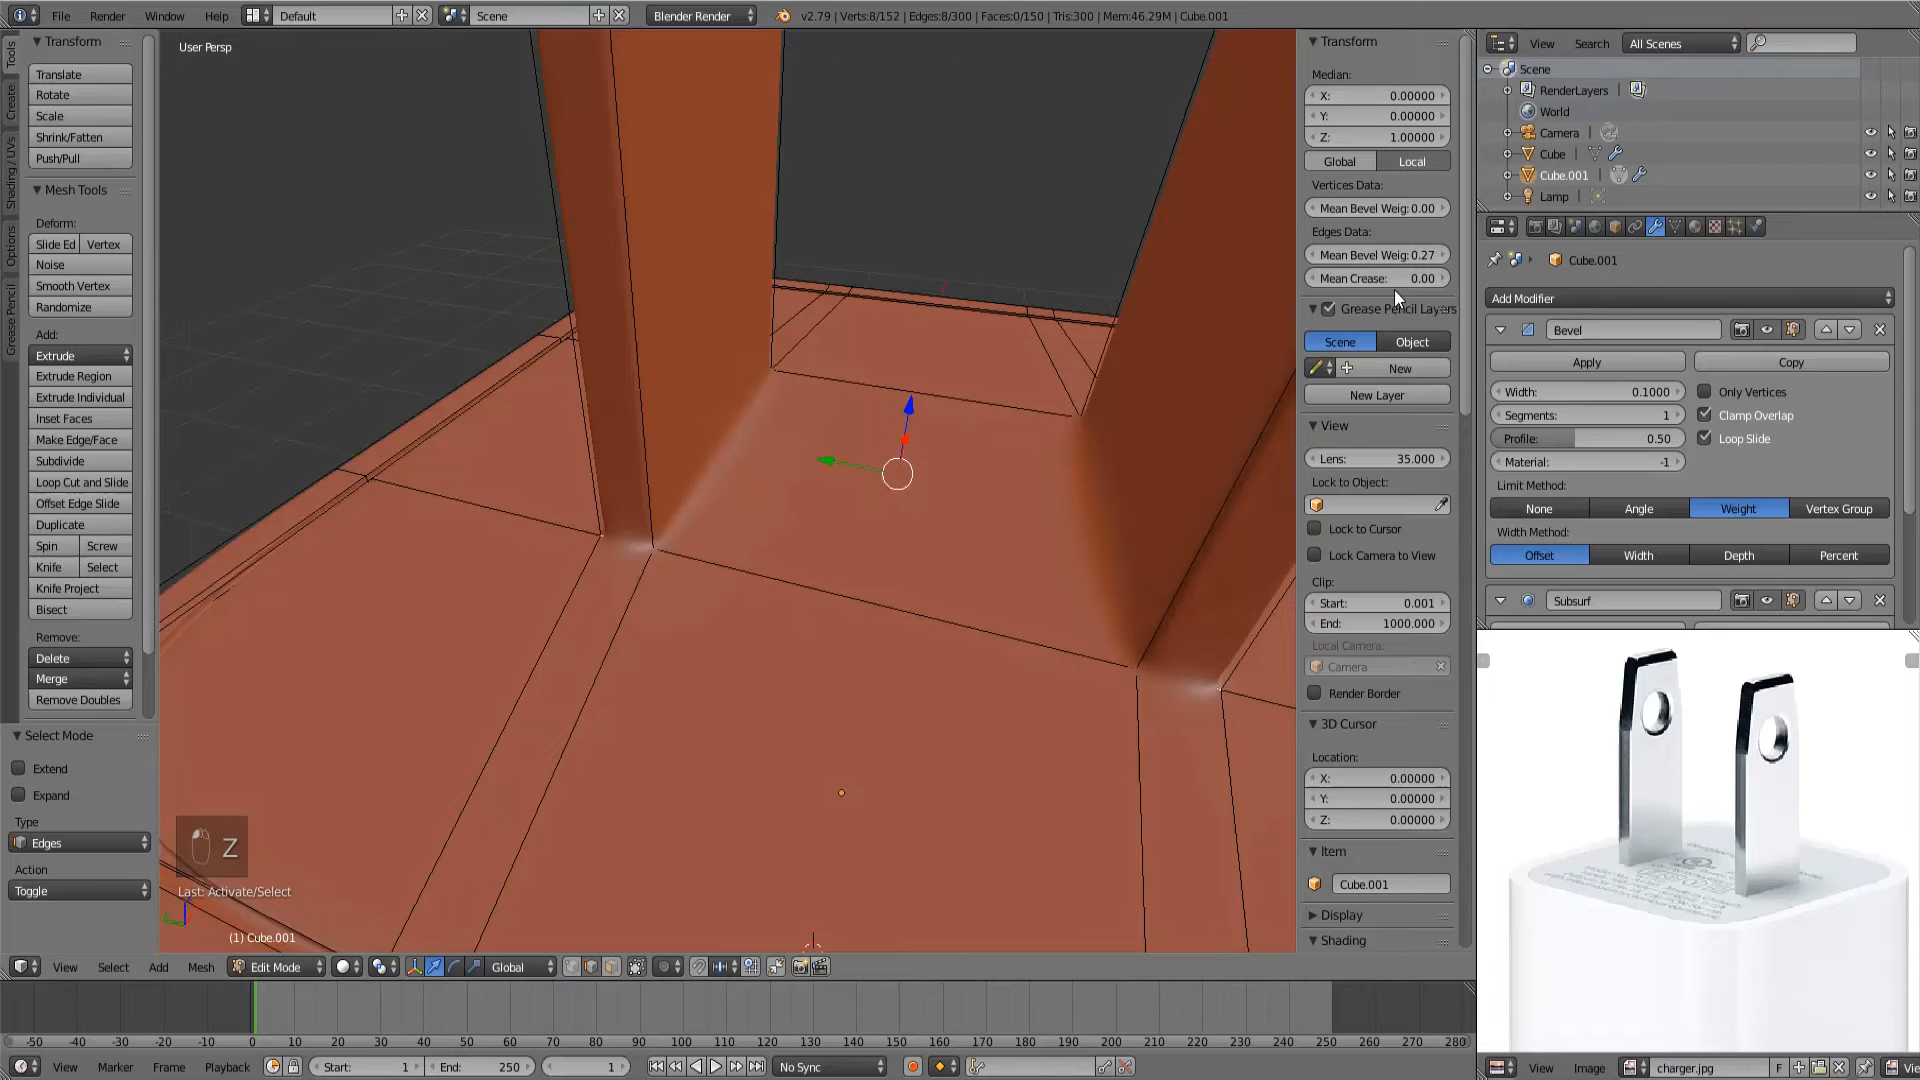 File Render Window Help Default Scene Blender Render v2.79 | Verts:8/152 | Edges:8/300 | Faces:0/150 | Tris:300 | Mem:46.29M | Cube.001
Tools
Create
Shading / UVs
Options
Grease Pencil
Transform
Translate
Rotate
Scale
Shrink/Fatten
Push/Pull
Mesh Tools
Deform:
Slide Ed Vertex
Noise
Smooth Vertex
Randomize
Add:
Extrude
Extrude Region
Extrude Individual
Inset Faces
Make Edge/Face
Subdivide
Loop Cut and Slide
Offset Edge Slide
Duplicate
Spin Screw
Knife Select
Knife Project
Bisect
Remove:
Delete
Merge
Remove Doubles
Select Mode
Extend
Expand
Type
Edges
Action
Toggle
User Persp
Z
Last: Activate/Select
(1) Cube.001
Transform
Median:
X: 0.00000
Y: 0.00000
Z: 1.00000
Global Local
Vertices Data:
Mean Bevel Weig: 0.00
Edges Data:
Mean Bevel Weig: 0.27
Mean Crease: 0.00
Grease Pencil Layers
Scene Object
New
New Layer
View
Lens: 35.000
Lock to Object:
Lock to Cursor
Lock Camera to View
Clip:
Start: 0.001
End: 1000.000
Local Camera:
Camera
Render Border
3D Cursor
Location:
X: 0.00000
Y: 0.00000
Z: 0.00000
Item
Cube.001
Display
Shading
View Search All Scenes
Scene
RenderLayers
World
Camera
Cube
Cube.001
Lamp
Cube.001
Add Modifier
Bevel
Apply Copy
Width: 0.1000 Only Vertices
Segments: 1 Clamp Overlap
Profile: 0.50 Loop Slide
Material: -1
Limit Method:
None Angle Weight Vertex Group
Width Method:
Offset Width Depth Percent
Subsurf
View Select Add Mesh Edit Mode Global
-50 -40 -30 -20 -10 0 10 20 30 40 50 60 70 80 90 100 110 120 130 140 150 160 170 180 190 200 210 220 230 240 250 260 270 280
View Marker Frame Playback Start: 1 End: 250 1 No Sync
View Image charger.jpg F Vie